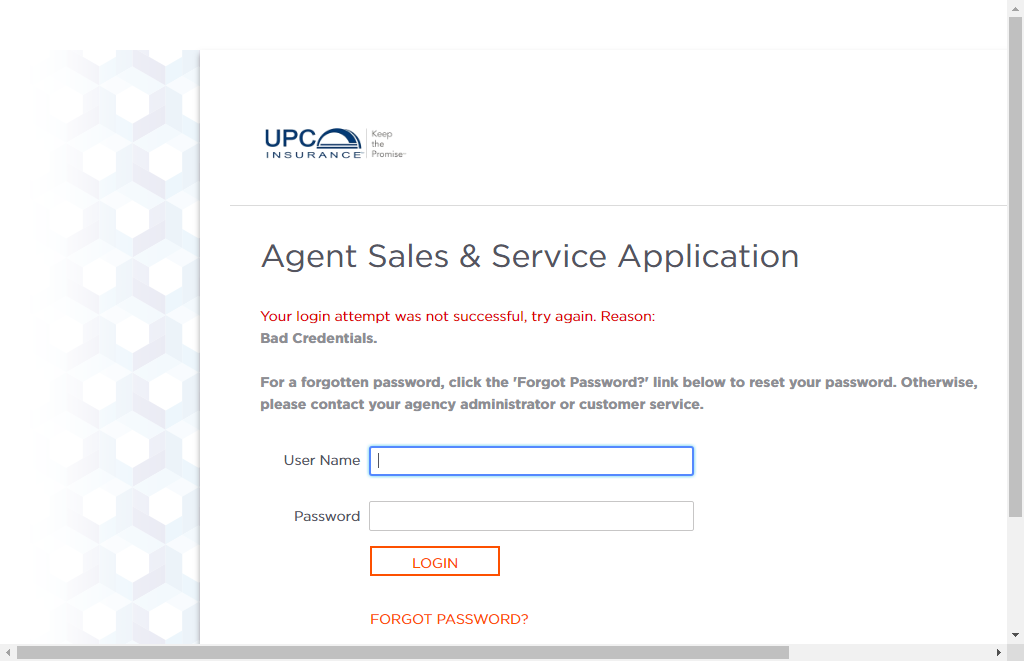 UPC
INSURANCE
Keep
the
Promise
Agent Sales & Service Application
Your login attempt was not successful, try again. Reason:
Bad Credentials.
For a forgotten password, click the 'Forgot Password?' link below to reset your password. Otherwise,
please contact your agency administrator or customer service.
User Name
Password
LOGIN
FORGOT PASSWORD?